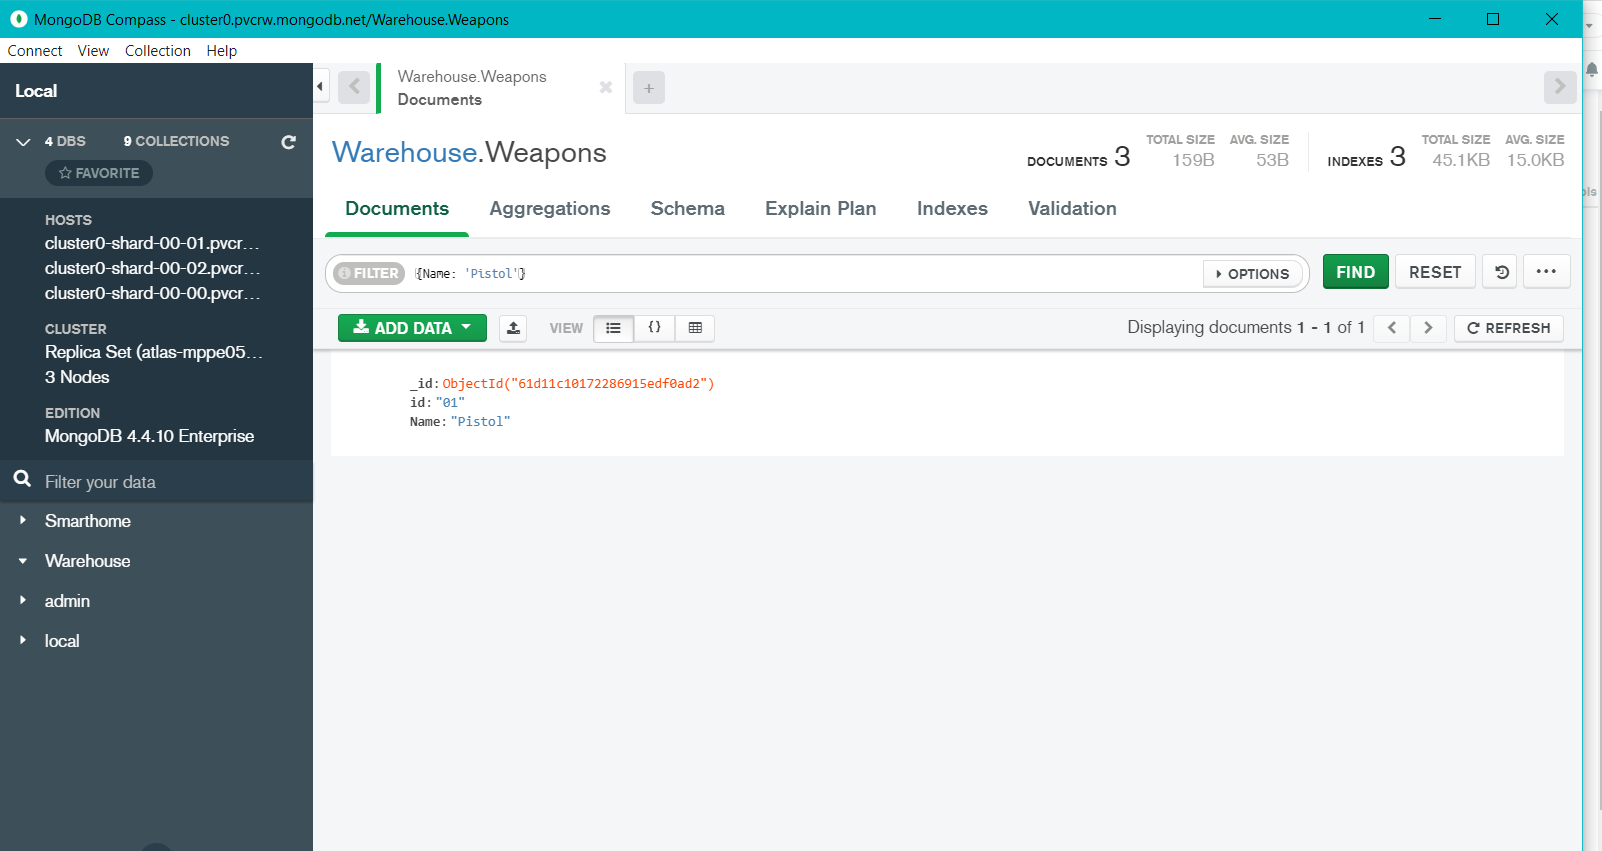 MongoDB Compass - cluster0.pvcrw.mongodb.net/Warehouse.Weapons
Connect View Collection Help
Local
4 DBS 9 COLLECTIONS
FAVORITE
HOSTS
cluster0-shard-00-01.pvcr...
cluster0-shard-00-02.pvcr...
cluster0-shard-00-00.pvcr...
CLUSTER
Replica Set (atlas-mppe05...
3 Nodes
EDITION
MongoDB 4.4.10 Enterprise
Filter your data
Smarthome
Warehouse
admin
local
Warehouse.Weapons
Documents
Warehouse.Weapons
DOCUMENTS 3 TOTAL SIZE 159B AVG. SIZE 53B INDEXES 3 TOTAL SIZE 45.1KB AVG. SIZE 15.0KB
Documents Aggregations Schema Explain Plan Indexes Validation
FILTER {Name: 'Pistol'} OPTIONS FIND RESET
ADD DATA VIEW {} Displaying documents 1 - 1 of 1 REFRESH
_id: ObjectId("61d11c10172286915edf0ad2")
id: "01"
Name: "Pistol"